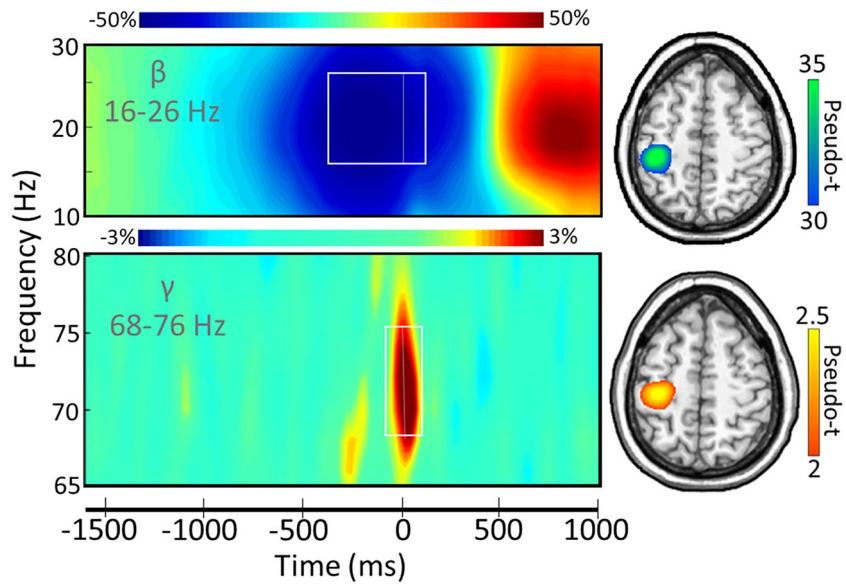 -50%
50%
30
20
10
β
16-26 Hz
35
Pseudo-t
30
-3%
3%
80
75
70
65
γ
68-76 Hz
2.5
Pseudo-t
2
Frequency (Hz)
-1500 -1000 -500 0 500 1000
Time (ms)